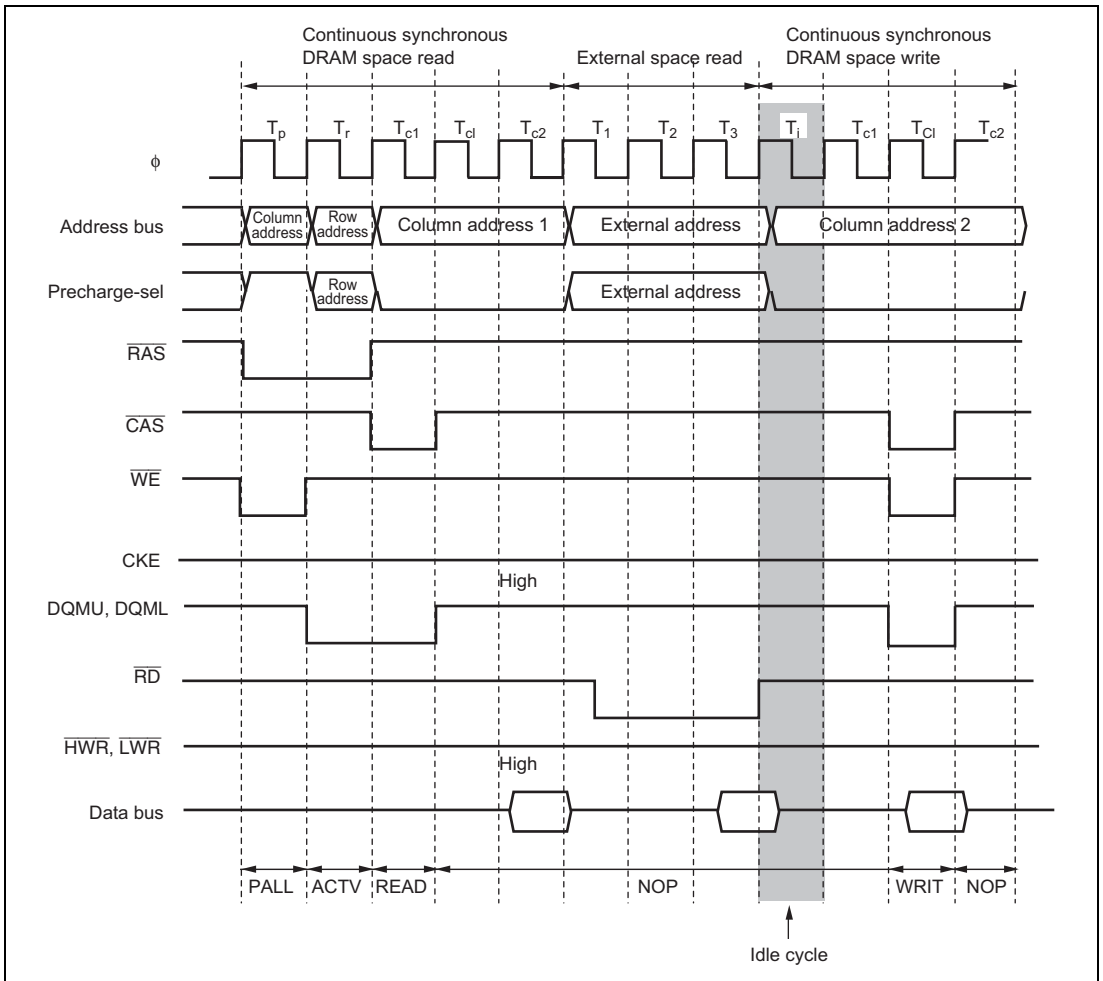 Continuous synchronous
DRAM space read
External space read
Continuous synchronous
DRAM space write
Tp Tr Tc1 Tcl Tc2 T1 T2 T3 Ti Tc1 TCl Tc2
ϕ
Address bus
Column
address
Row
address
Column address 1
External address
Column address 2
Precharge-sel
Row
address
External address
RAS
CAS
WE
CKE
High
DQMU, DQML
RD
HWR, LWR
High
Data bus
PALL ACTV READ NOP WRIT NOP
Idle cycle